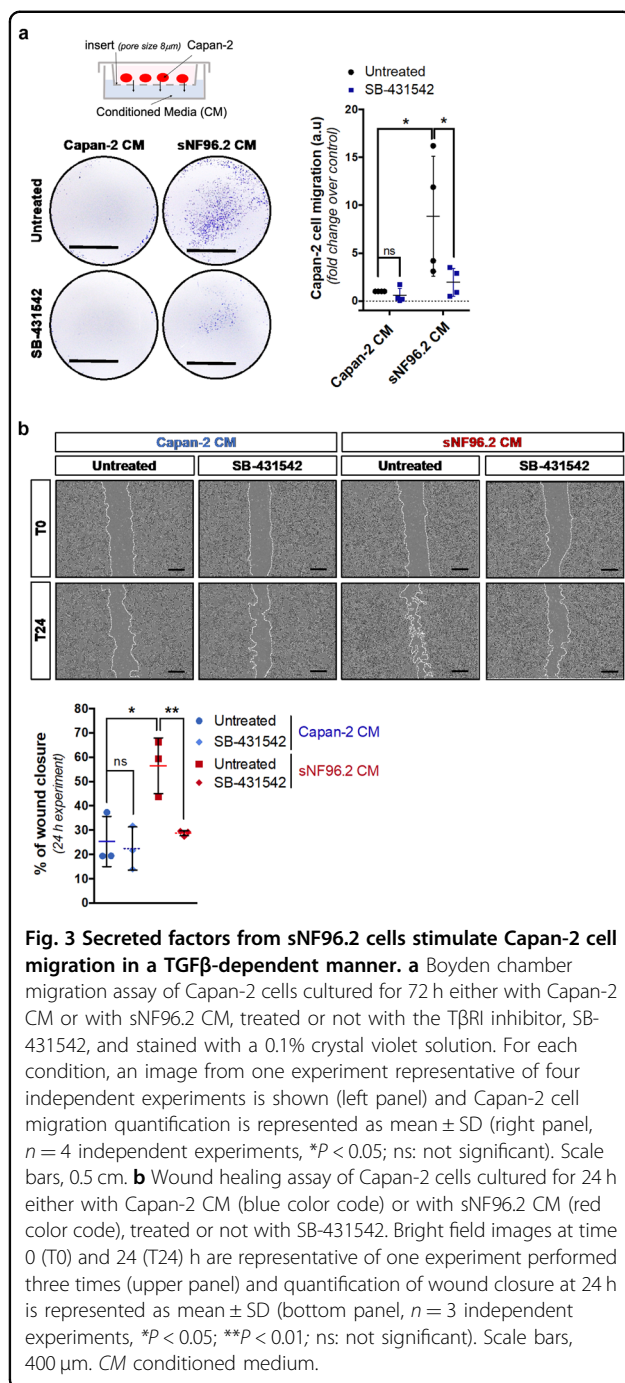 a
insert (pore size 8µm) Capan-2
Conditioned Media (CM)
Capan-2 CM sNF96.2 CM
Untreated
SB-431542
Untreated
SB-431542
Capan-2 cell migration (a.u)
(fold change over control)
20
15
10
5
0
* *
ns
Capan-2 CM
sNF96.2 CM
b
Capan-2 CM sNF96.2 CM
Untreated SB-431542 Untreated SB-431542
T0
T24
% of wound closure
(24 h experiment)
80
70
60
50
40
30
20
10
0
* **
ns
Untreated
SB-431542
Capan-2 CM
Untreated
SB-431542
sNF96.2 CM
Fig. 3 Secreted factors from sNF96.2 cells stimulate Capan-2 cell
migration in a TGFβ-dependent manner. a Boyden chamber
migration assay of Capan-2 cells cultured for 72 h either with Capan-2
CM or with sNF96.2 CM, treated or not with the TβRI inhibitor, SB-
431542, and stained with a 0.1% crystal violet solution. For each
condition, an image from one experiment representative of four
independent experiments is shown (left panel) and Capan-2 cell
migration quantification is represented as mean ± SD (right panel,
n = 4 independent experiments, *P < 0.05; ns: not significant). Scale
bars, 0.5 cm. b Wound healing assay of Capan-2 cells cultured for 24 h
either with Capan-2 CM (blue color code) or with sNF96.2 CM (red
color code), treated or not with SB-431542. Bright field images at time
0 (T0) and 24 (T24) h are representative of one experiment performed
three times (upper panel) and quantification of wound closure at 24 h
is represented as mean ± SD (bottom panel, n = 3 independent
experiments, *P < 0.05; **P < 0.01; ns: not significant). Scale bars,
400 µm. CM conditioned medium.